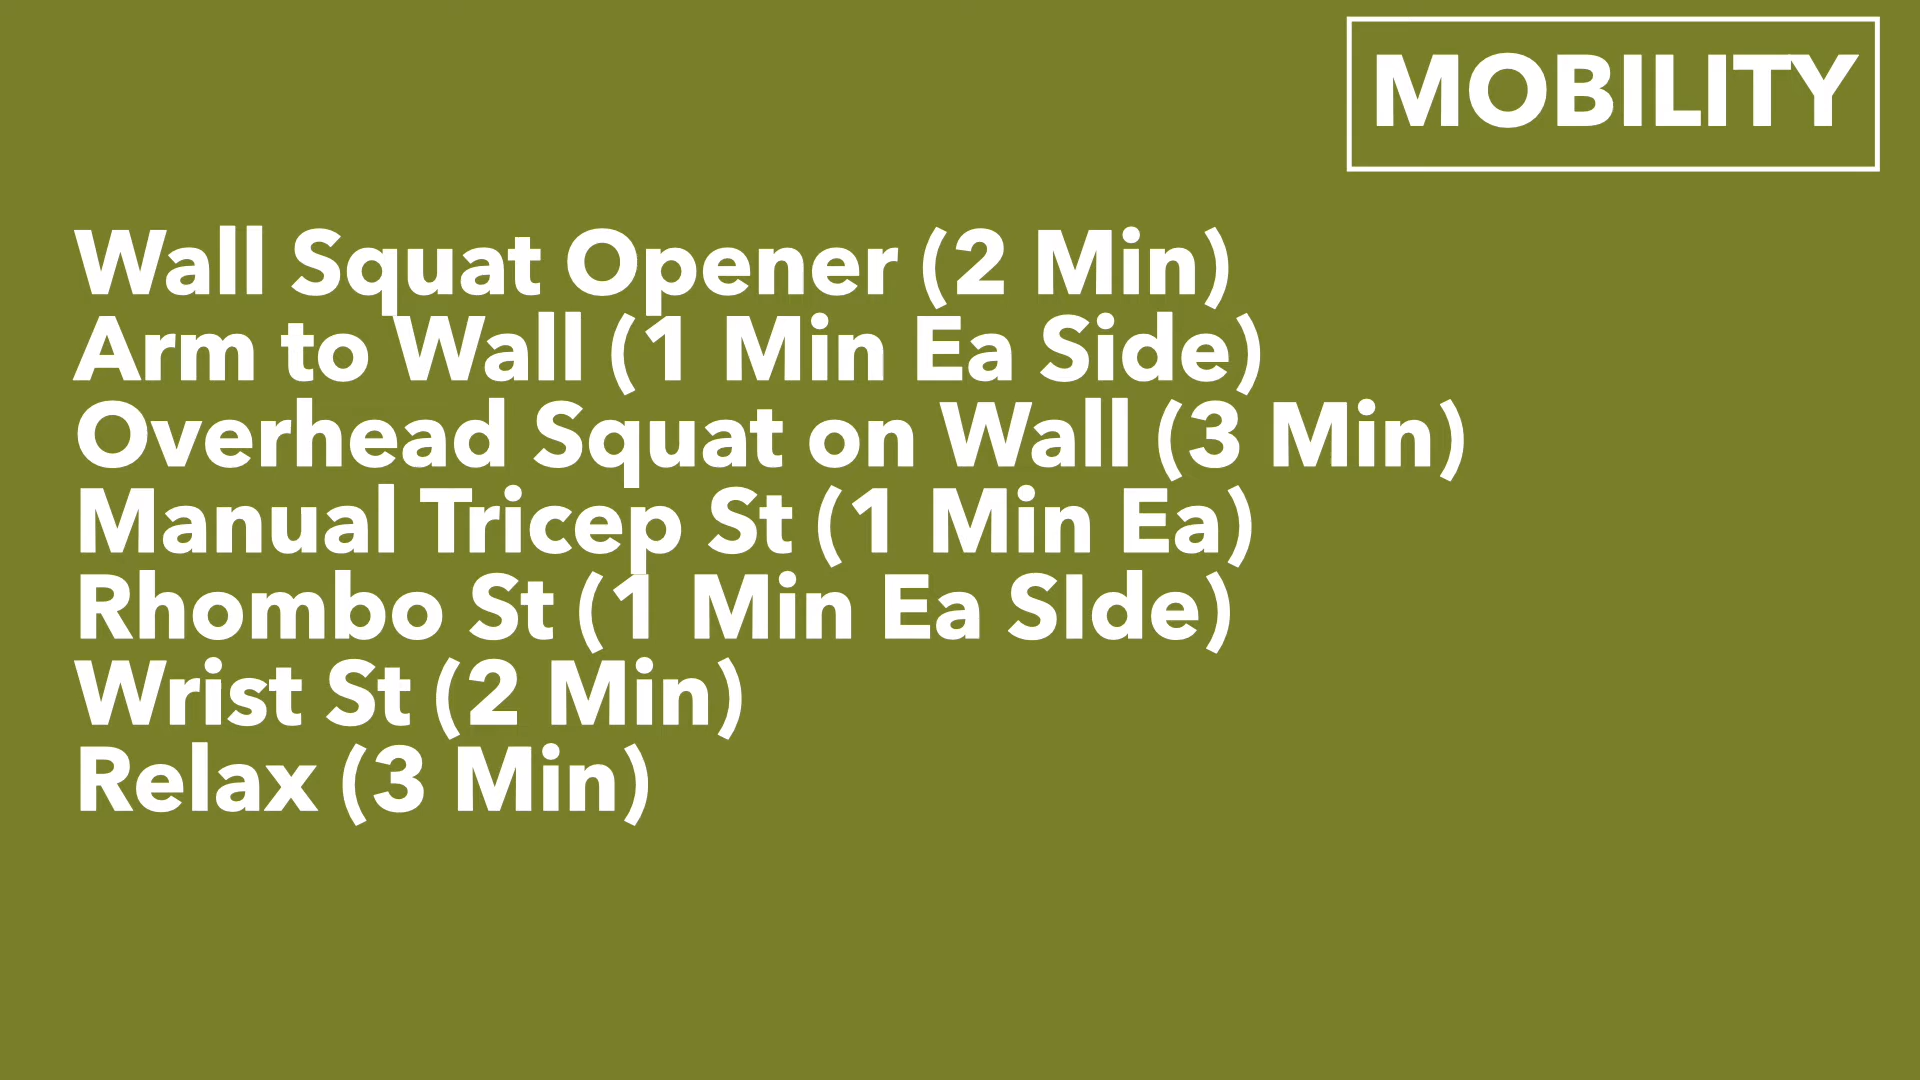 MOBILITY
Wall Squat Opener (2 Min)
Arm to Wall (1 Min Ea Side)
Overhead Squat on Wall (3 Min)
Manual Tricep St (1 Min Ea)
Rhombo St (1 Min Ea SIde)
Wrist St (2 Min)
Relax (3 Min)